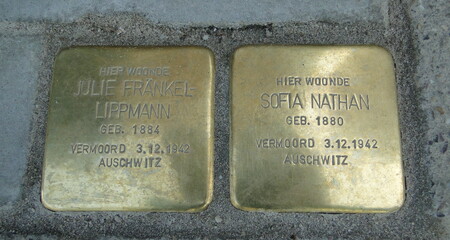 HIER WOONDE
JULIE FRÄNKEL-
LIPPMANN
GEB. 1884
VERMOORD 3.12.1942
AUSCHWITZ
HIER WOONDE
SOFIA NATHAN
GEB. 1880
VERMOORD 3.12.1942
AUSCHWITZ